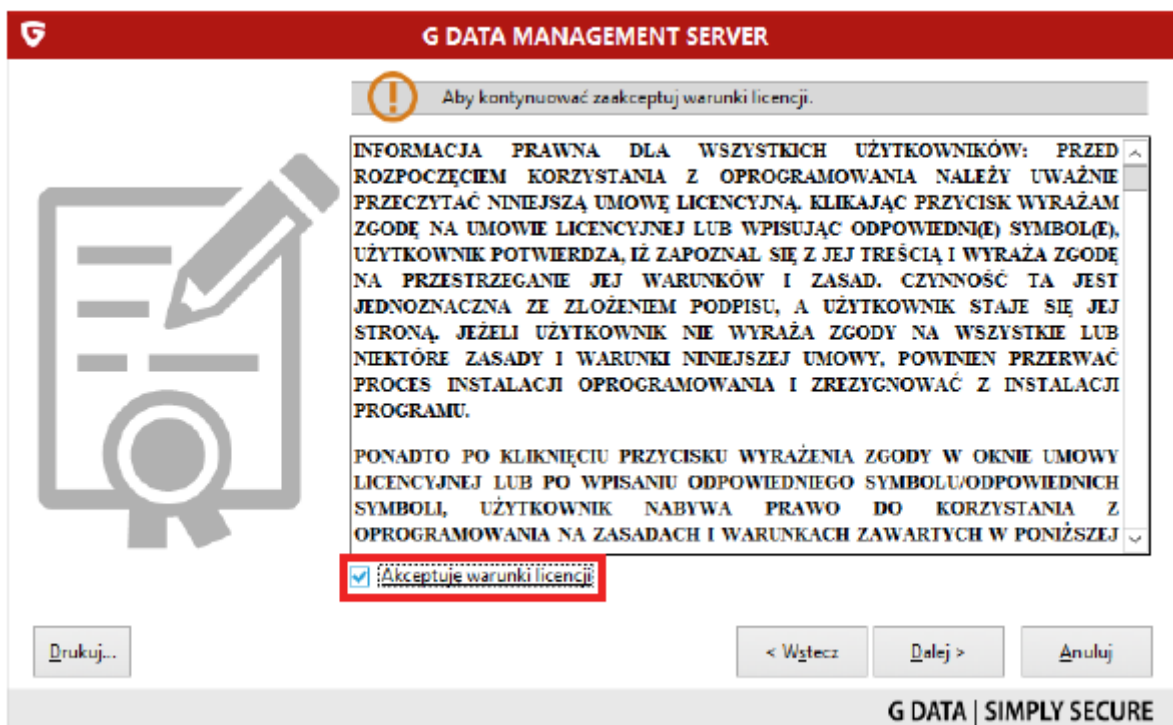 G DATA MANAGEMENT SERVER
Aby kontynuować zaakceptuj warunki licencji.
INFORMACJA PRAWNA DLA WSZYSTKICH UŻYTKOWNIKÓW: PRZED
ROZPOCZĘCIEM KORZYSTANIA Z OPROGRAMOWANIA NALEŻY UWAŻNIE
PRZECZYTAĆ NINIEJSZĄ UMOWĘ LICENCYJNĄ. KLIKAJĄC PRZYCISK WYRAŻAM
ZGODĘ NA UMOWIE LICENCYJNEJ LUB WPISUJĄC ODPOWIEDNI(E) SYMBOL(E),
UŻYTKOWNIK POTWIERDZA, IŻ ZAPOZNAŁ SIĘ Z JEJ TREŚCIĄ I WYRAŻA ZGODĘ
NA PRZESTRZEGANIE JEJ WARUNKÓW I ZASAD. CZYNNOŚĆ TA JEST
JEDNOZNACZNA ZE ZŁOŻENIEM PODPISU, A UŻYTKOWNIK STAJE SIĘ JEJ
STRONĄ. JEŻELI UŻYTKOWNIK NIE WYRAŻA ZGODY NA WSZYSTKIE LUB
NIEKTÓRE ZASADY I WARUNKI NINIEJSZEJ UMOWY, POWINIEN PRZERWAĆ
PROCES INSTALACJI OPROGRAMOWANIA I ZREZYGNOWAĆ Z INSTALACJI
PROGRAMU.
PONADTO PO KLIKNIĘCIU PRZYCISKU WYRAŻENIA ZGODY W OKNIE UMOWY
LICENCYJNEJ LUB PO WPISANIU ODPOWIEDNIEGO SYMBOLU/ODPOWIEDNICH
SYMBOLI, UŻYTKOWNIK NABYWA PRAWO DO KORZYSTANIA Z
OPROGRAMOWANIA NA ZASADACH I WARUNKACH ZAWARTYCH W PONIŻSZEJ
Akceptuję warunki licencji
Drukuj...
< Wstecz
Dalej >
Anuluj
G DATA | SIMPLY SECURE